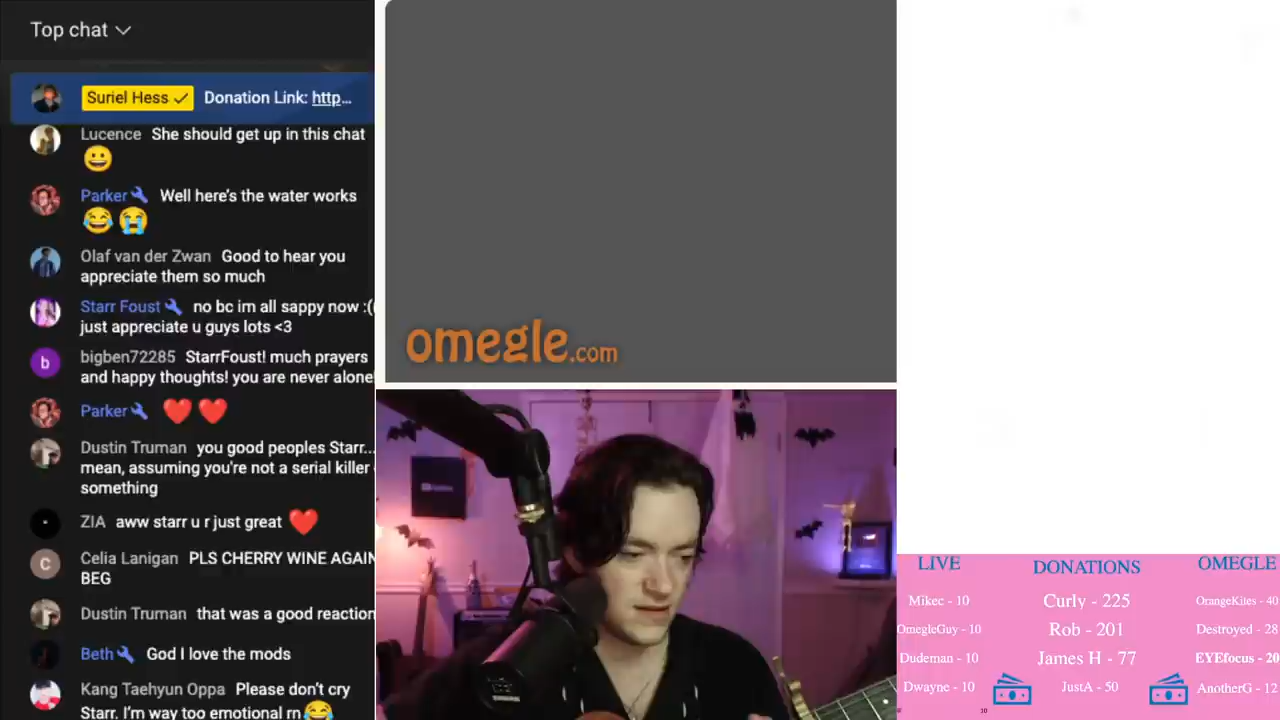 Top chat
Suriel Hess Donation Link: http...
Lucence She should get up in this chat
Parker Well here's the water works
Olaf van der Zwan Good to hear you
appreciate them so much
Starr Foust no bc im all sappy now :(
just appreciate u guys lots <3
bigben72285 StarrFoust! much prayers
and happy thoughts! you are never alone!
Parker
Dustin Truman you good peoples Starr...
mean, assuming you're not a serial killer
something
ZIA aww starr u r just great
Celia Lanigan PLS CHERRY WINE AGAIN
BEG
Dustin Truman that was a good reaction
Beth God I love the mods
Kang Taehyun Oppa Please don't cry
Starr. I'm way too emotional rn
omegle.com
LIVE
Mikec - 10
OmegleGuy - 10
Dudeman - 10
Dwayne - 10
DONATIONS
Curly - 225
Rob - 201
James H - 77
JustA - 50
OMEGLE
OrangeKites - 40
Destroyed - 28
EYEfocus - 20
AnotherG - 12